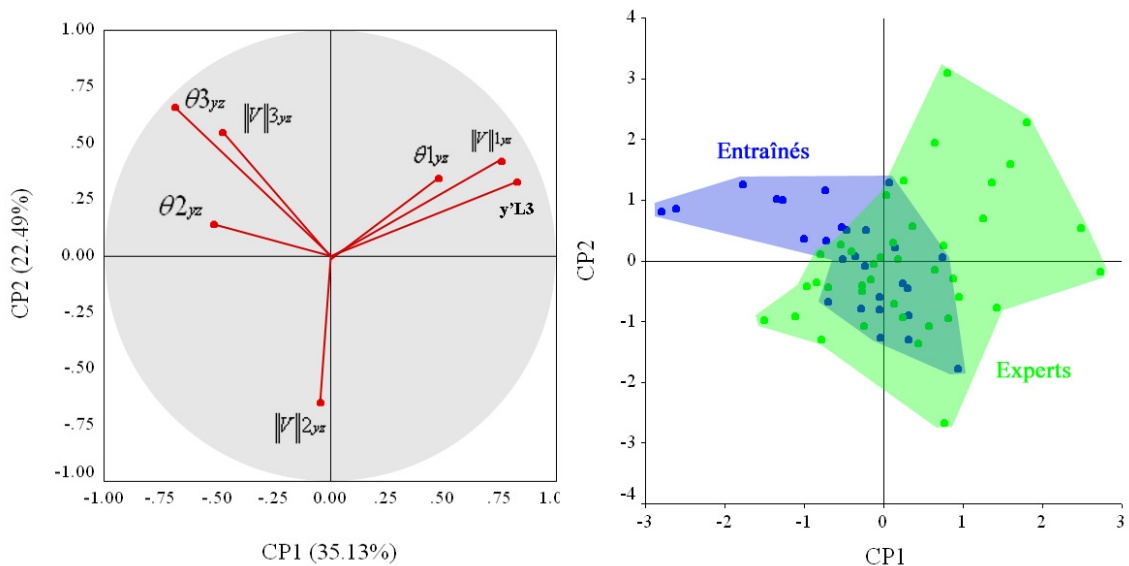 1.00
.75
.50
.25
0.00
-.25
-.50
-.75
-1.00
CP2 (22.49%)
-1.00
-.75
-.50
-.25
0.00
.25
.50
.75
1.0
CP1 (35.13%)
θ3yz
‖V‖3yz
θ2yz
θ1yz
‖V‖1yz
y’L3
‖V‖2yz
4
3
2
1
0
-1
-2
-3
-4
CP2
-3
-2
-1
0
1
2
3
CP1
Entraînés
Experts